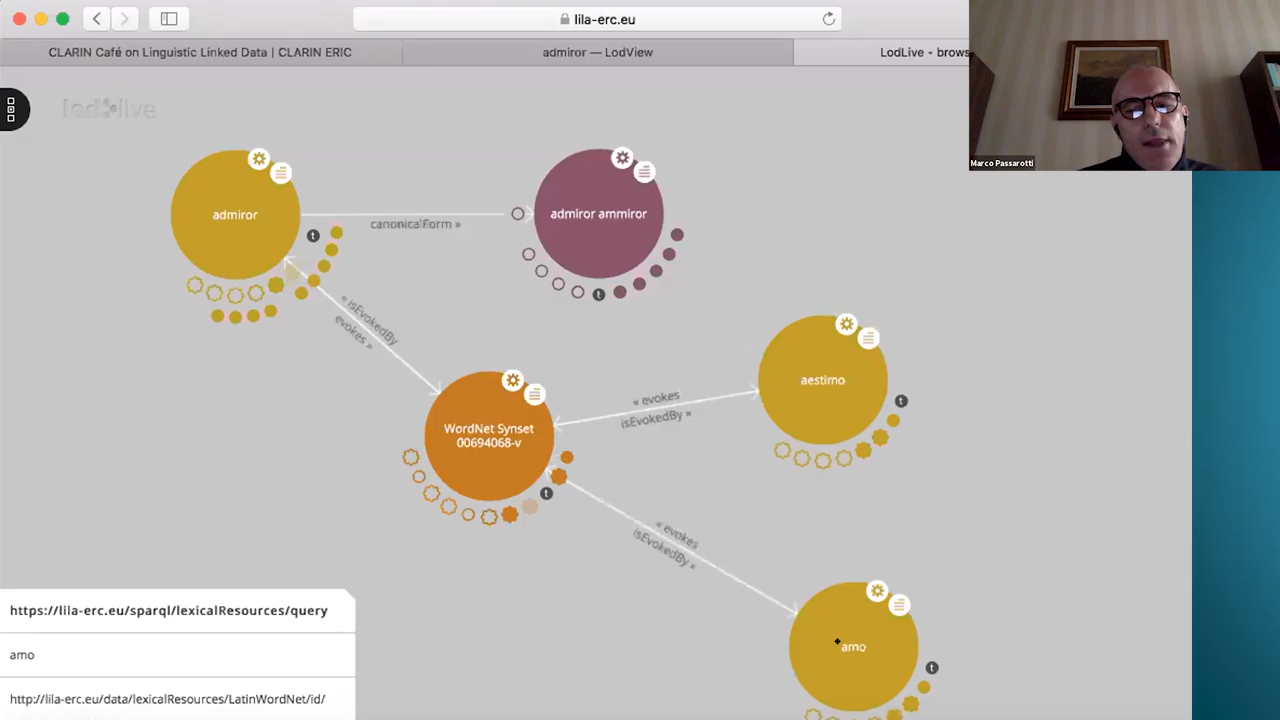 lila-erc.eu
CLARIN Café on Linguistic Linked Data | CLARIN ERIC
admiror — LodView
LodLive - brows
lodlive
Marco Passarotti
admiror
canonicalForm »
admiror ammiror
t
t
« isEvokedBy
evokes »
aestimo
t
« evokes
isEvokedBy »
WordNet Synset
00694068-v
t
« evokes
isEvokedBy »
amo
t
https://lila-erc.eu/sparql/lexicalResources/query
amo
http://lila-erc.eu/data/lexicalResources/LatinWordNet/id/